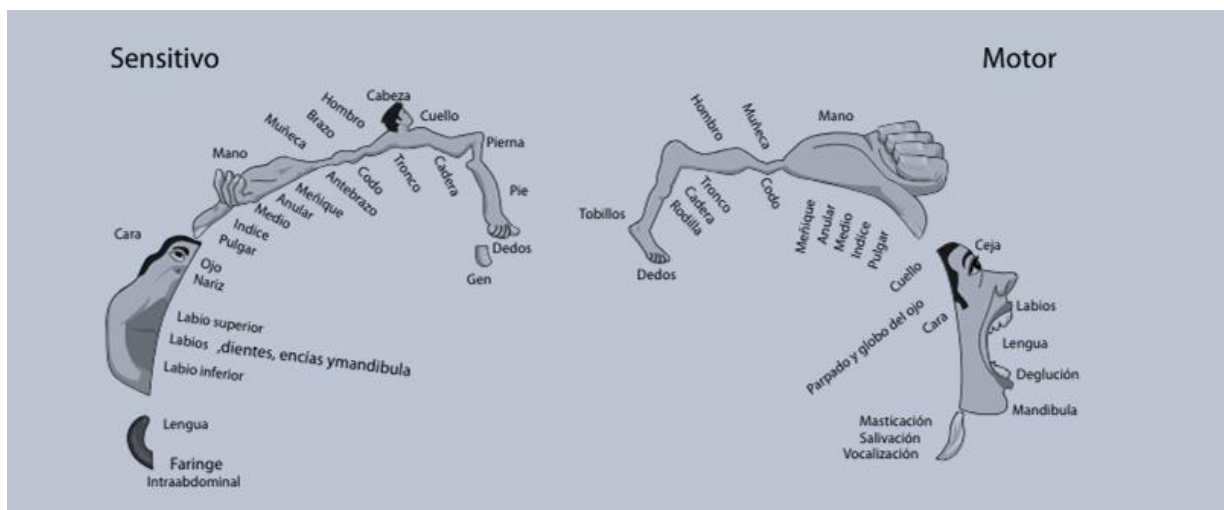 Sensitivo
Cabeza
Cuello
Hombro
Brazo
Muñeca
Mano
Pierna
Pie
Dedos
Gen
Cadera
Tronco
Codo
Antebrazo
Meñique
Anular
Medio
Indice
Pulgar
Cara
Ojo
Nariz
Labio superior
Labios ,dientes, encías ymandibula
Labio inferior
Lengua
Faringe
Intraabdominal
Motor
Hombro
Muñeca
Mano
Tobillos
Dedos
Rodilla
Cadera
Tronco
Codo
Meñique
Anular
Medio
Indice
Pulgar
Cuello
Parpado y globo del ojo
Cara
Ceja
Labios
Lengua
Deglución
Mandibula
Masticación
Salivación
Vocalización